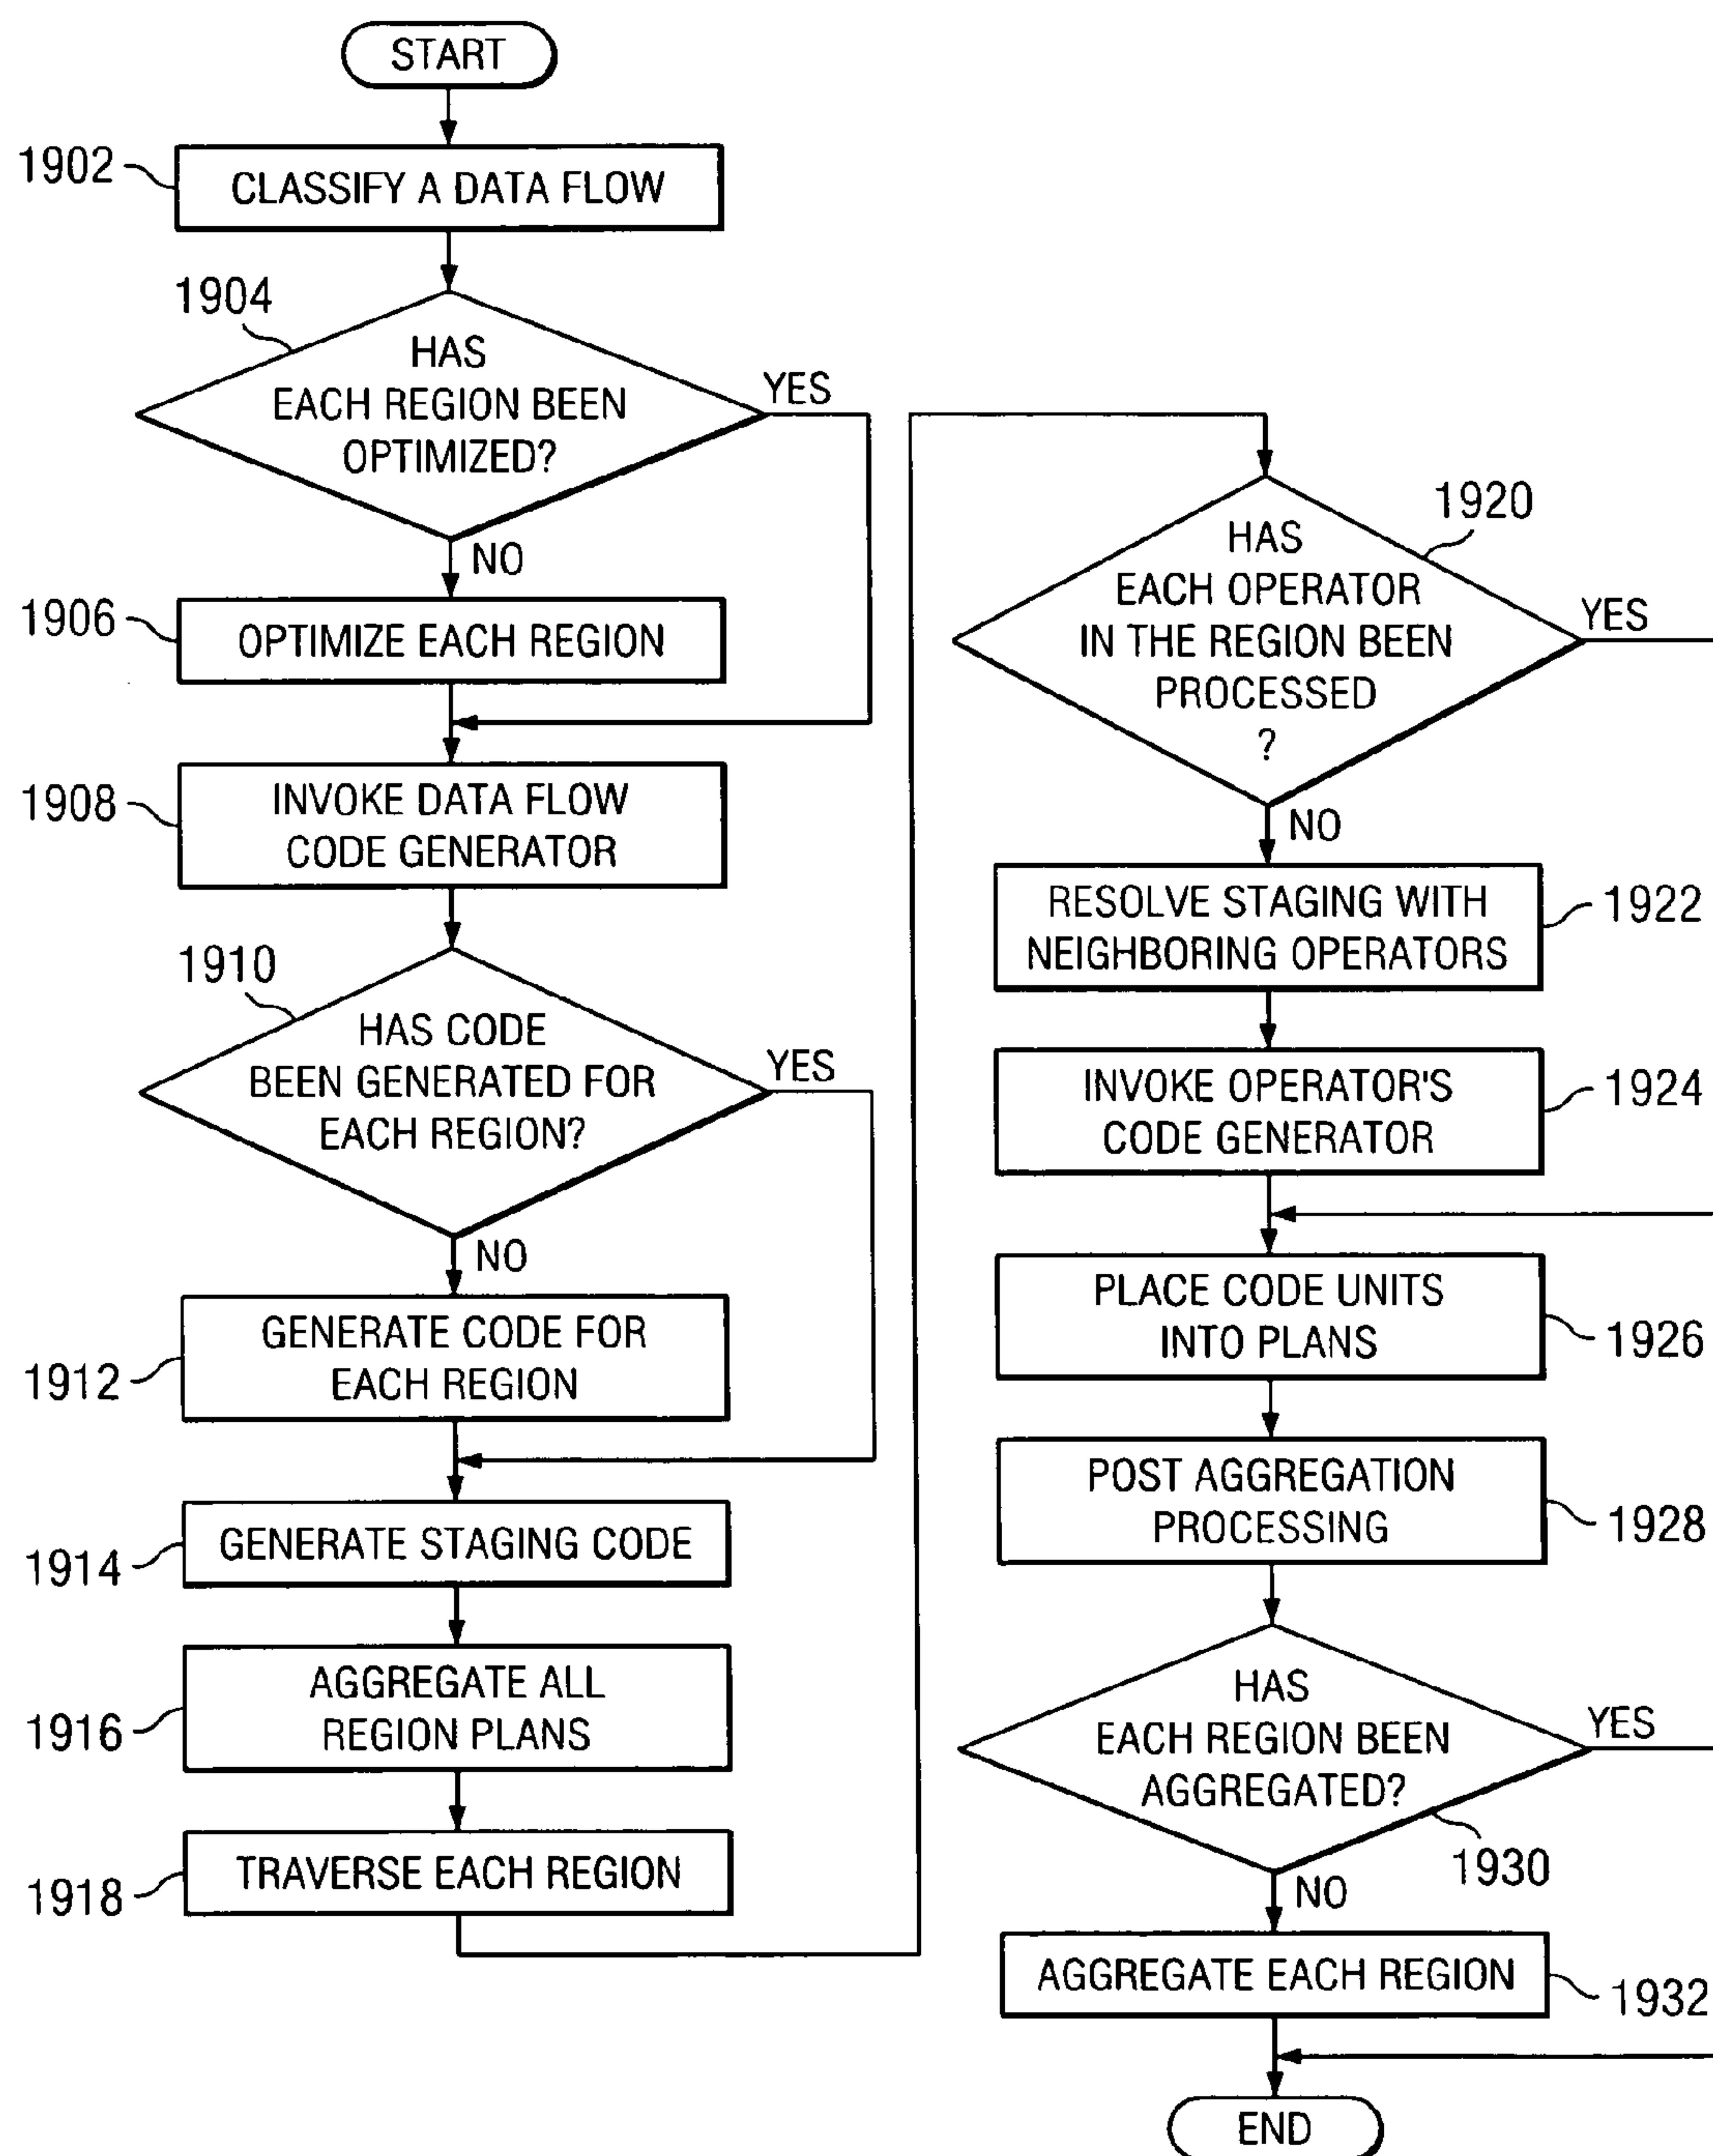 START
1902
CLASSIFY A DATA FLOW
1904
HAS
EACH REGION BEEN
OPTIMIZED?
YES
NO
1906
OPTIMIZE EACH REGION
1908
INVOKE DATA FLOW
CODE GENERATOR
1910
HAS CODE
BEEN GENERATED FOR
EACH REGION?
YES
NO
1912
GENERATE CODE FOR
EACH REGION
1914
GENERATE STAGING CODE
1916
AGGREGATE ALL
REGION PLANS
1918
TRAVERSE EACH REGION
1920
HAS
EACH OPERATOR
IN THE REGION BEEN
PROCESSED
?
YES
NO
RESOLVE STAGING WITH
NEIGHBORING OPERATORS
1922
INVOKE OPERATOR'S
CODE GENERATOR
1924
PLACE CODE UNITS
INTO PLANS
1926
POST AGGREGATION
PROCESSING
1928
HAS
EACH REGION BEEN
AGGREGATED?
YES
1930
NO
AGGREGATE EACH REGION
1932
END